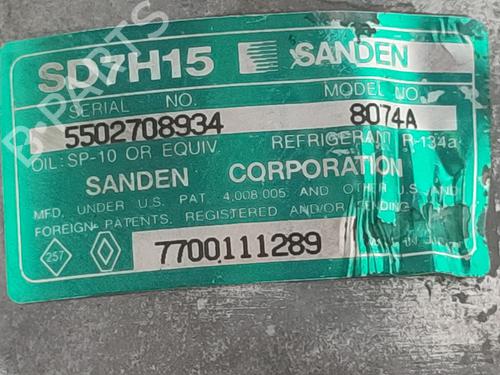 SD7H15 SANDEN
SERIAL NO. MODEL NO.
5502708934 8074A
OIL: SP-10 OR EQUIV. REFRIGERANT R-134a
SANDEN CORPORATION
MFD. UNDER U.S. PAT. 4,008,005; AND OTHER U.S. AND
FOREIGN PATENTS, REGISTERED AND/OR PENDING
257 7700111289
B-PARTS